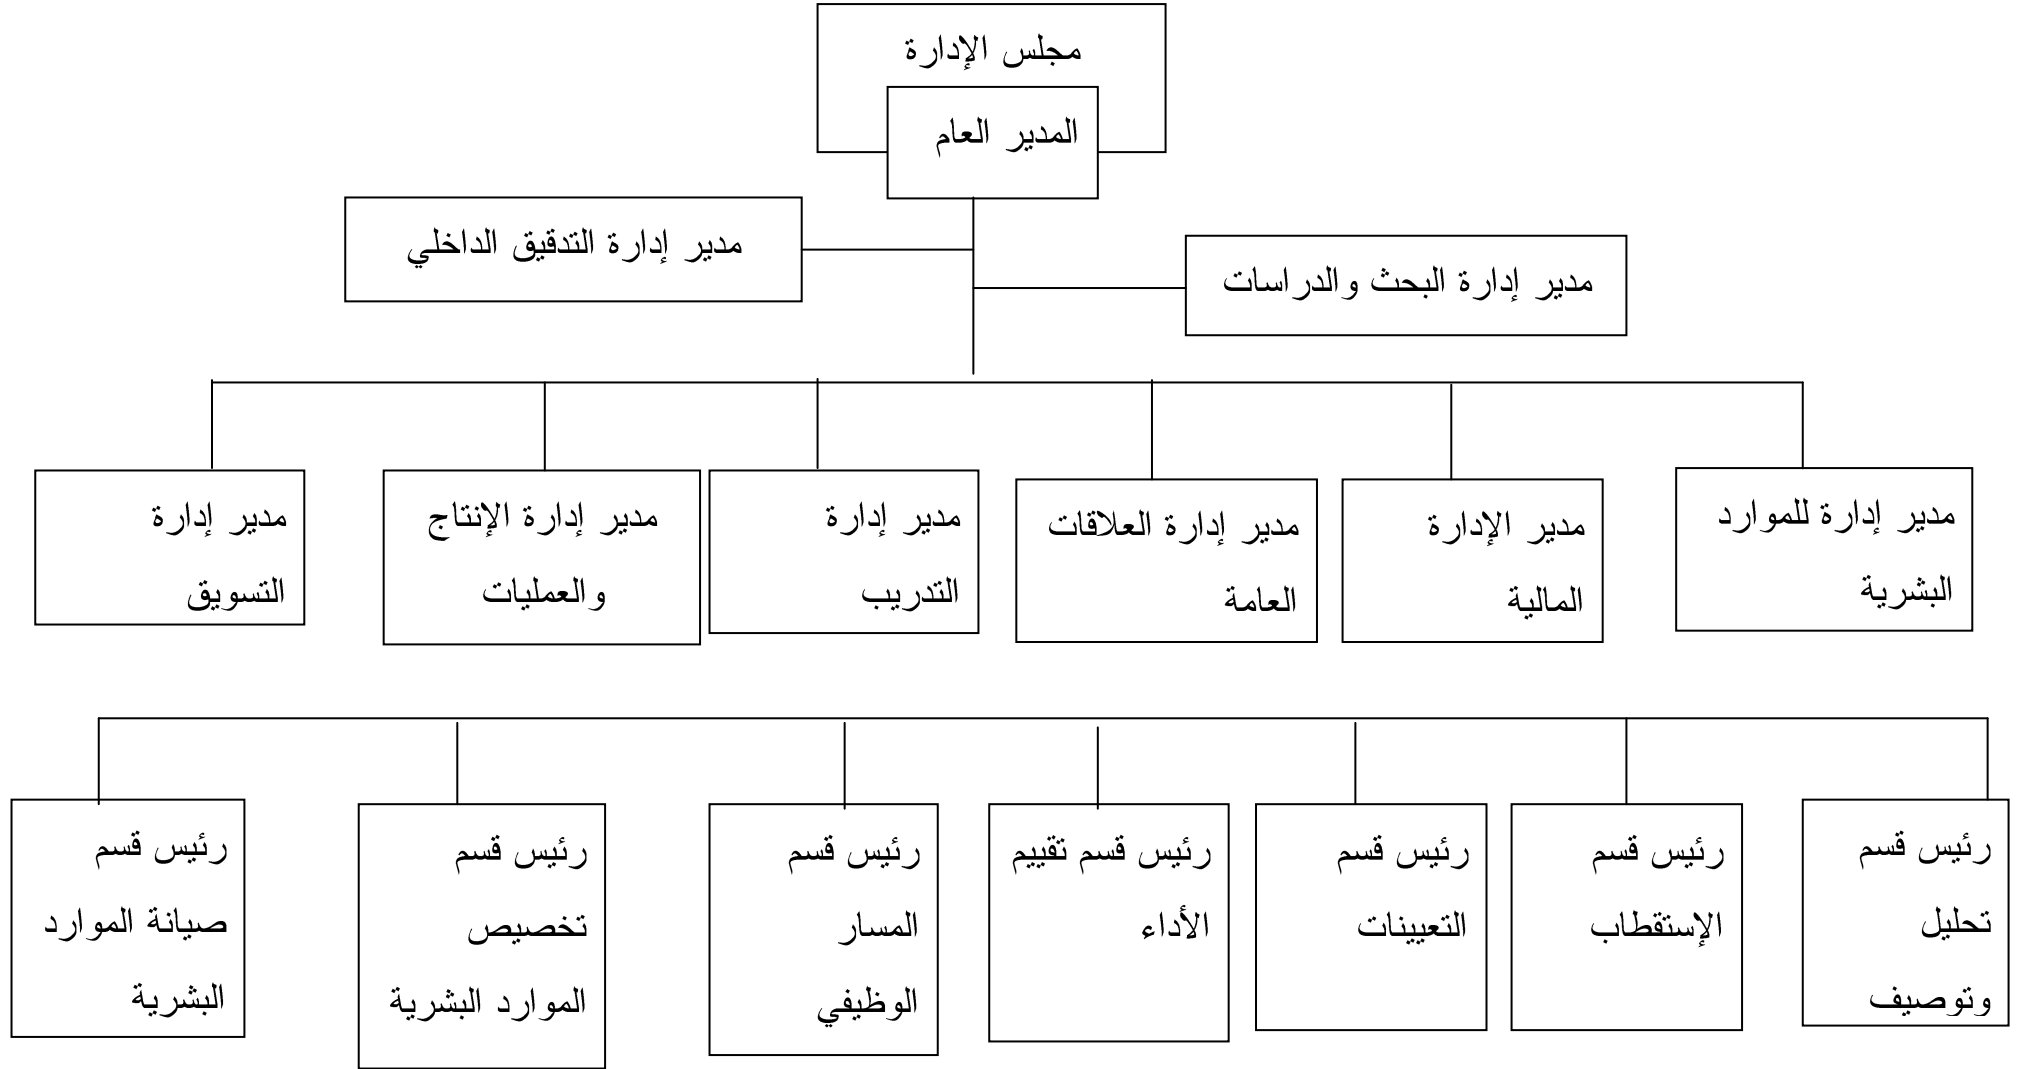 مجلس الإدارة
المدير العام
مدير إدارة التدقيق الداخلي
مدير إدارة البحث والدراسات
مدير إدارة للموارد
البشرية
مدير الإدارة
المالية
مدير إدارة العلاقات
العامة
مدير إدارة
التدريب
مدير إدارة الإنتاج
والعمليات
مدير إدارة
التسويق
رئيس قسم
تحليل
وتوصيف
رئيس قسم
الإستقطاب
رئيس قسم
التعيينات
رئيس قسم تقييم
الأداء
رئيس قسم
المسار
الوظيفي
رئيس قسم
تخصيص
الموارد البشرية
رئيس قسم
صيانة الموارد
البشرية